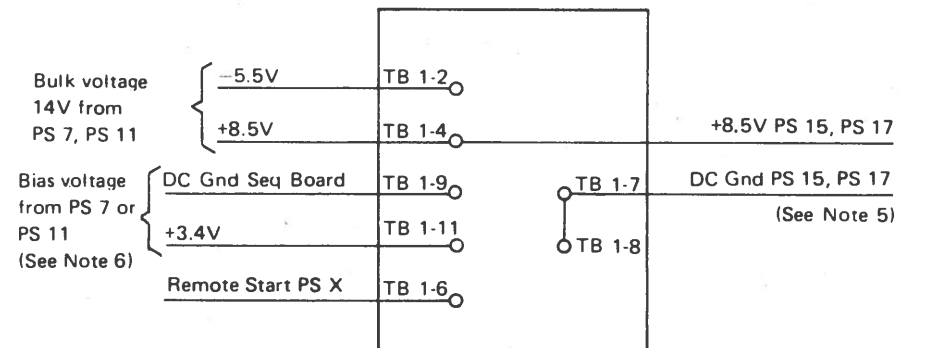 Bulk voltage
14V from
PS 7, PS 11
-5.5V
TB 1-2
+8.5V
TB 1-4
+8.5V PS 15, PS 17
Bias voltage
from PS 7 or
PS 11
(See Note 6)
DC Gnd Seq Board
TB 1-9
+3.4V
TB 1-11
TB 1-7
DC Gnd PS 15, PS 17
(See Note 5)
TB 1-8
Remote Start PS X
TB 1-6